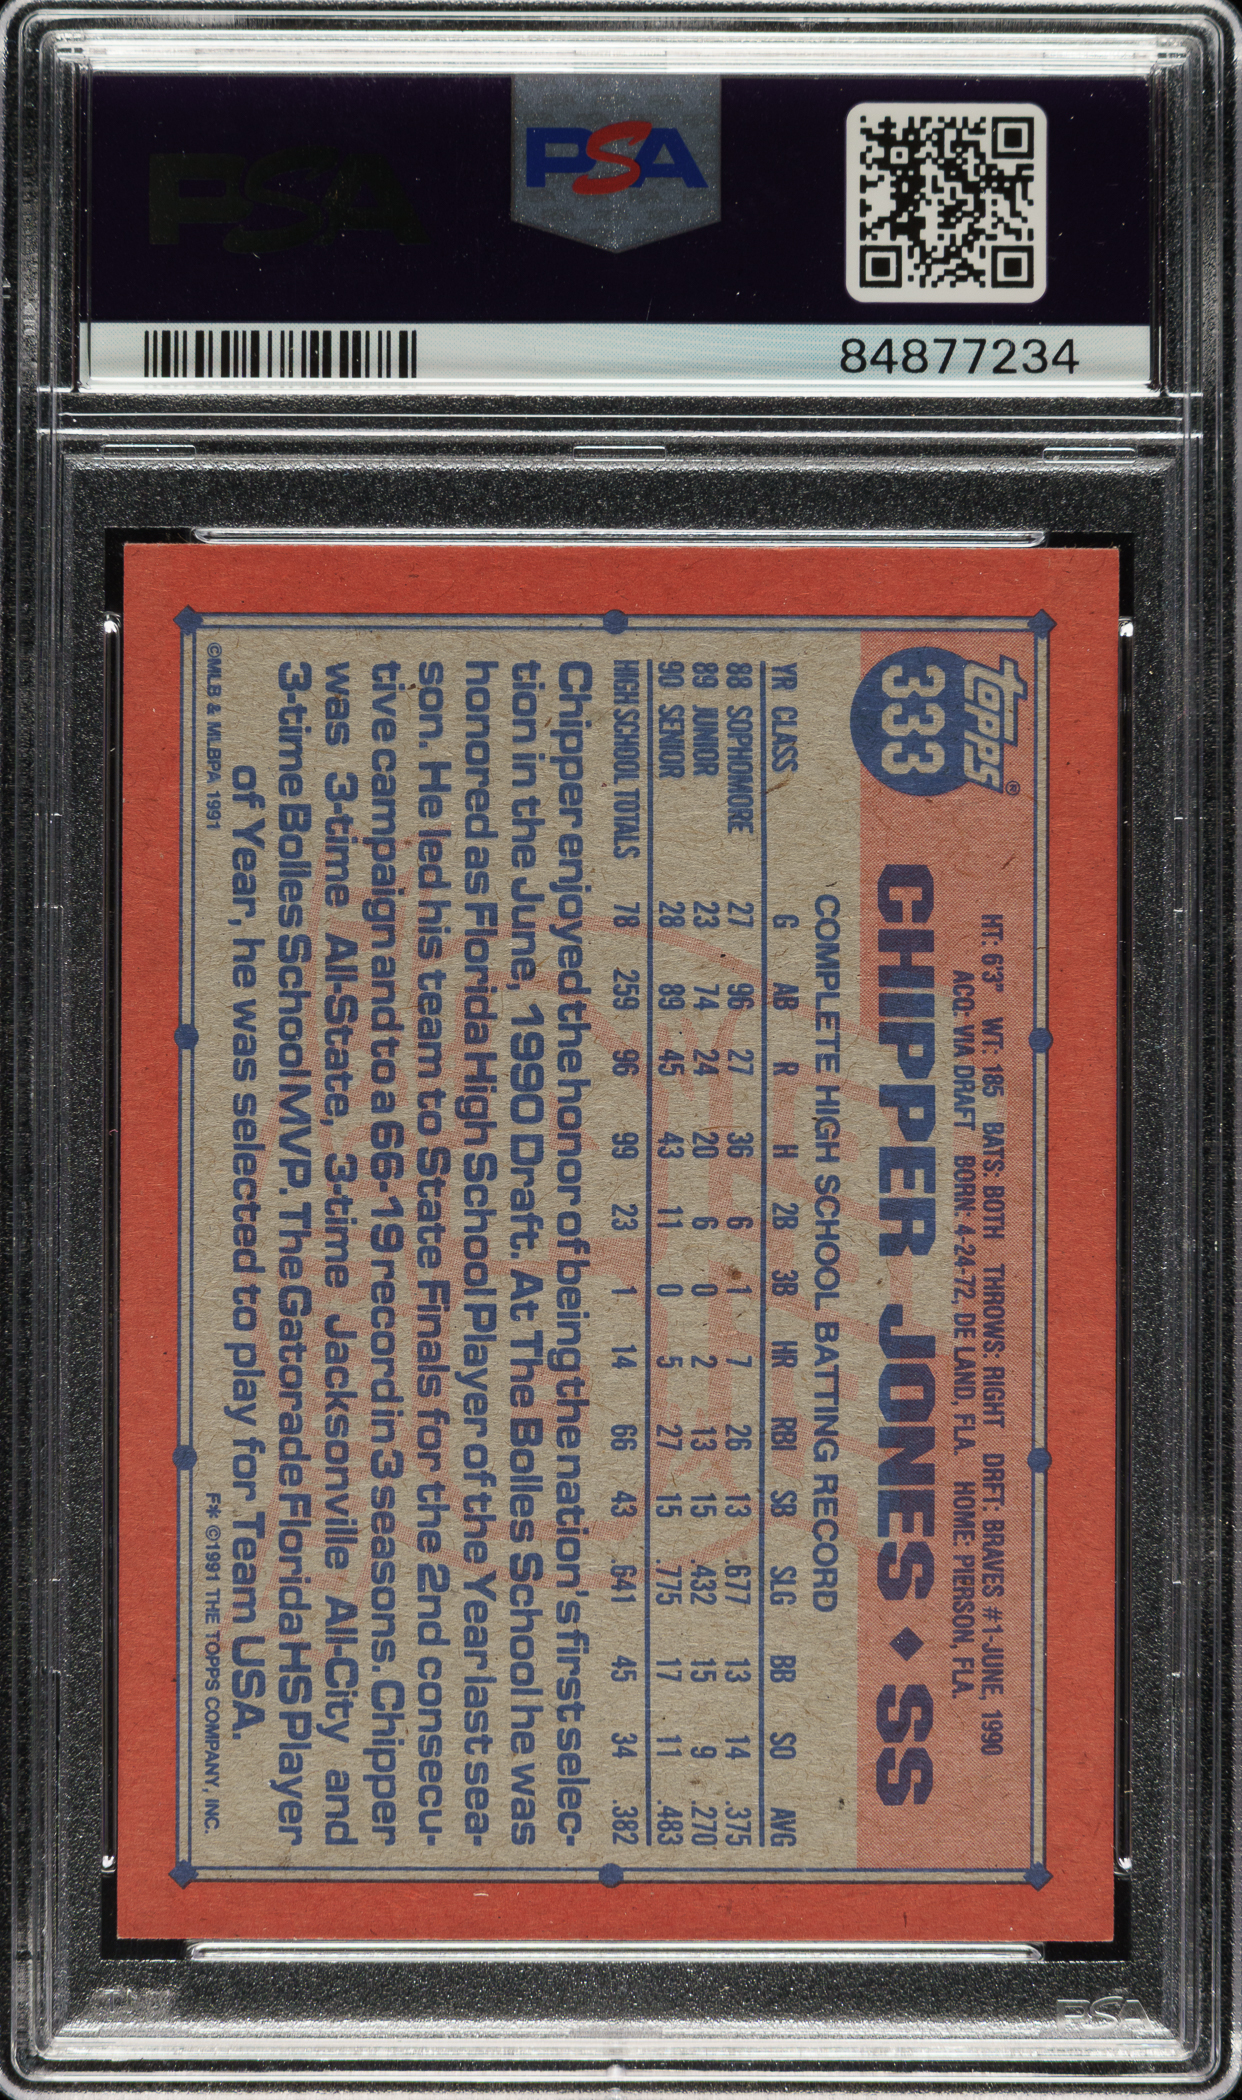 PSA
PSA
84877234
topps®
333
HT: 6'3" WT: 185 BATS: BOTH THROWS: RIGHT DRFT: BRAVES #1-JUNE, 1990
ACQ: VIA DRAFT BORN: 4-24-72, DE LAND, FLA. HOME: PIERSON, FLA.
CHIPPER JONES ◆ SS
COMPLETE HIGH SCHOOL BATTING RECORD
YR CLASS G AB R H 2B 3B HR RBI SB SLG BB SO AVG
88 SOPHOMORE 27 96 27 36 6 1 7 26 13 .677 13 14 .375
89 JUNIOR 23 74 24 20 6 0 2 13 15 .432 15 9 .270
90 SENIOR 28 89 45 43 11 0 5 27 15 .775 17 11 .483
HIGH SCHOOL TOTALS 78 259 96 99 23 1 14 66 43 .641 45 34 .382
Chipper enjoyed the honor of being the nation's first selec-
tion in the June, 1990 Draft. At The Bolles School he was
honored as Florida High School Player of the Year last sea-
son. He led his team to State Finals for the 2nd consecu-
tive campaign and to a 66-19 record in 3 seasons. Chipper
was 3-time All-State, 3-time Jacksonville All-City and
3-time Bolles School MVP. The Gatorade Florida HS Player
of Year, he was selected to play for Team USA.
©MLB & MLBPA 1991
F* ©1991 THE TOPPS COMPANY, INC.
PSA